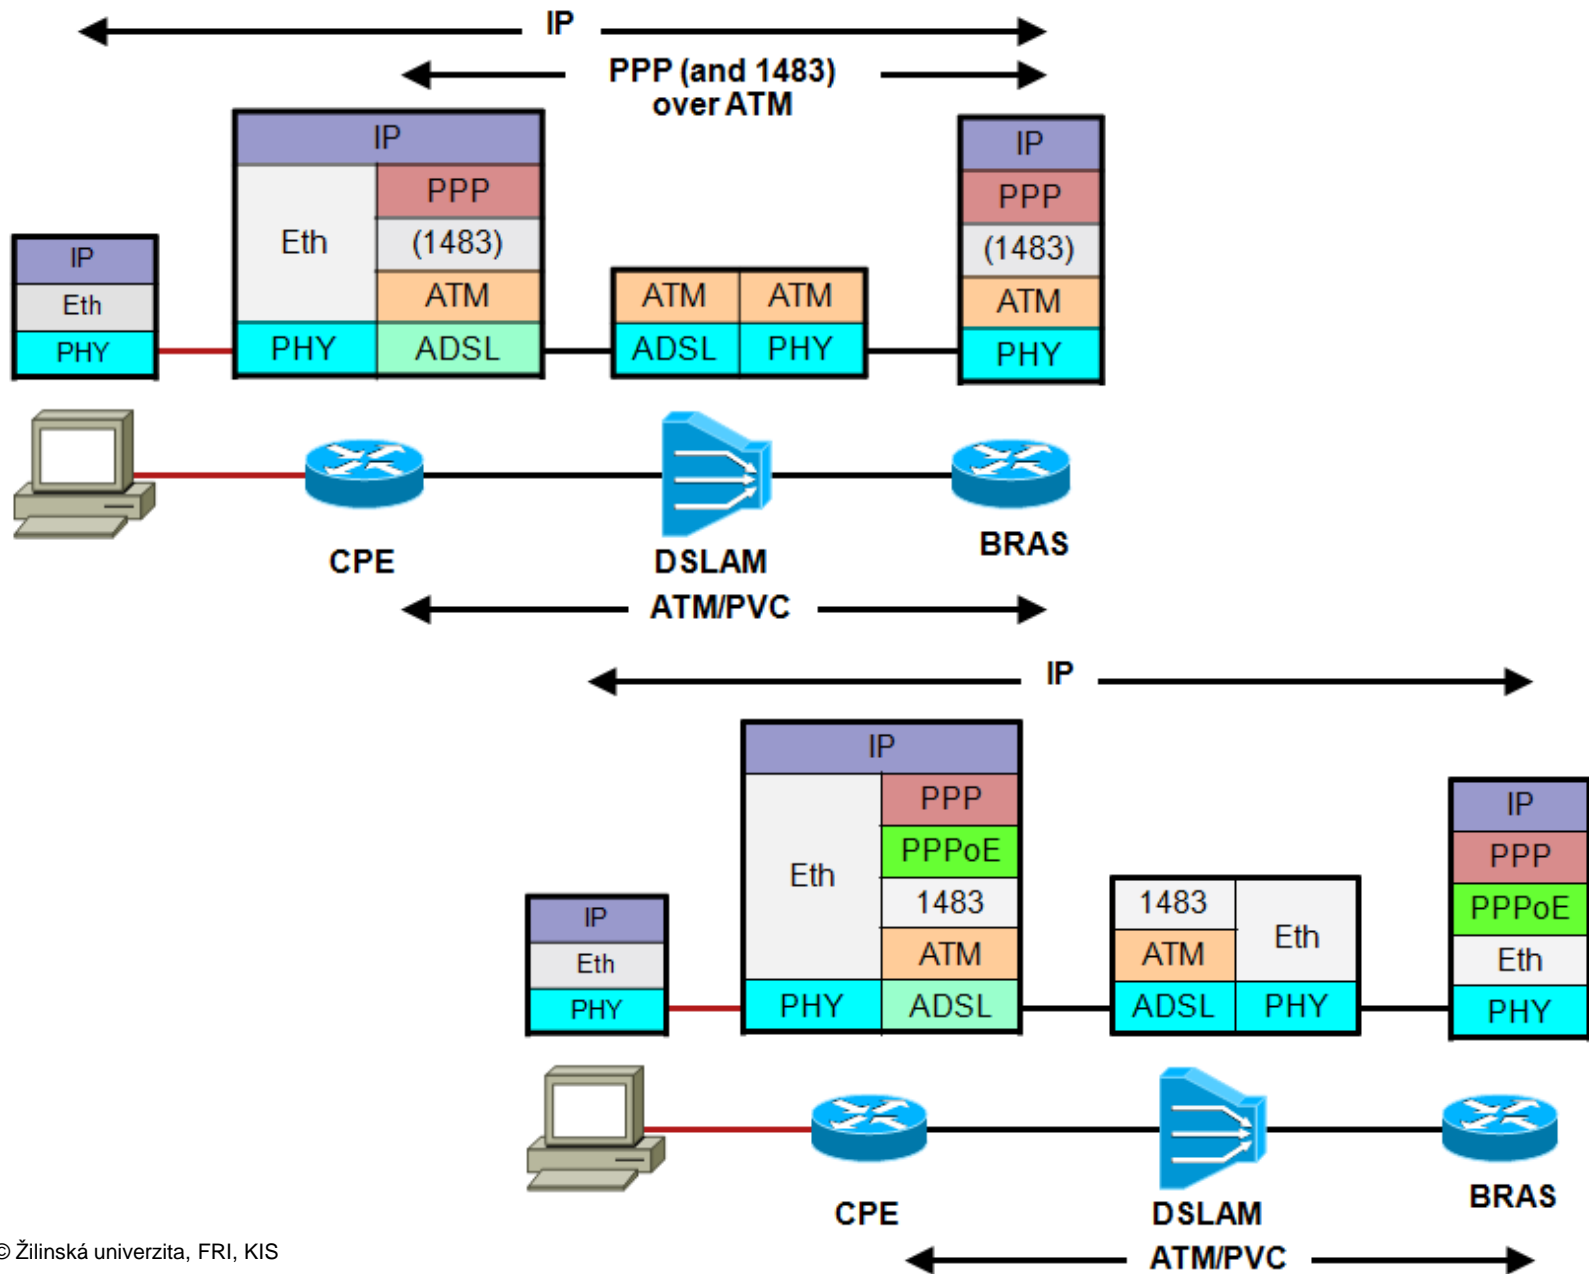 IP
PPP (and 1483)
over ATM
IP
Eth
PHY
IP
Eth
PHY
PPP
(1483)
ATM
ADSL
ATM
ADSL
ATM
PHY
IP
PPP
(1483)
ATM
PHY
CPE
DSLAM
BRAS
ATM/PVC
IP
IP
Eth
PHY
IP
Eth
PHY
PPP
PPPoE
1483
ATM
ADSL
1483
ATM
ADSL
Eth
PHY
IP
PPP
PPPoE
Eth
PHY
CPE
DSLAM
BRAS
ATM/PVC
© Žilinská univerzita, FRI, KIS